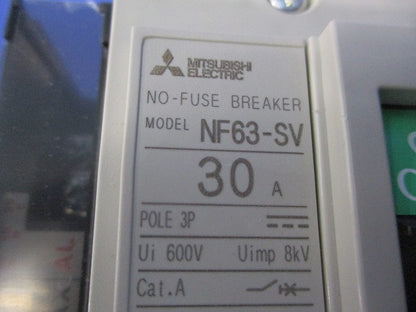 MITSUBISHI
ELECTRIC
NO-FUSE BREAKER
MODEL NF63-SV
30 A
POLE 3P
Ui 600V Uimp 8kV
Cat.A